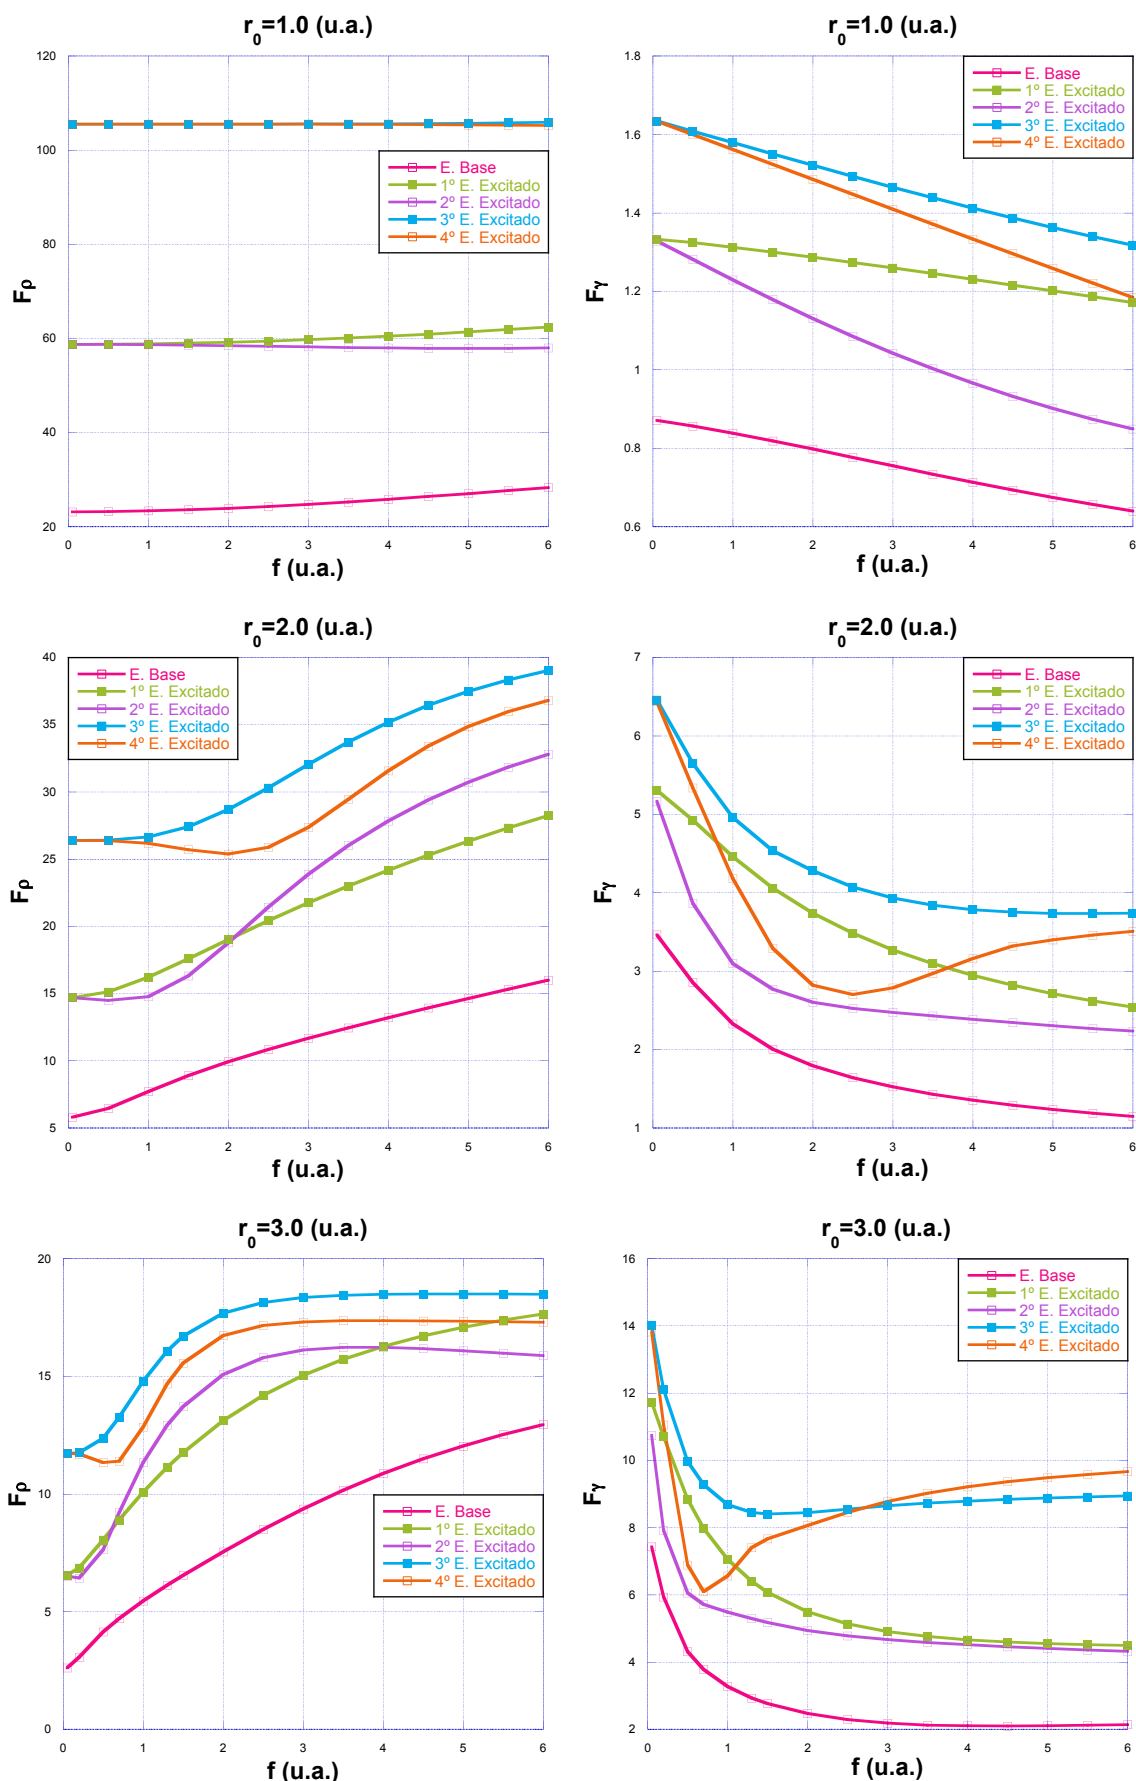 r0=1.0 (u.a.)
120
100
80
60
40
20
Fρ
E. Base
1º E. Excitado
2º E. Excitado
3º E. Excitado
4º E. Excitado
0 1 2 3 4 5 6
f (u.a.)
r0=1.0 (u.a.)
1.8
1.6
1.4
1.2
1
0.8
0.6
Fγ
E. Base
1º E. Excitado
2º E. Excitado
3º E. Excitado
4º E. Excitado
0 1 2 3 4 5 6
f (u.a.)
r0=2.0 (u.a.)
40
35
30
25
20
15
10
5
Fρ
E. Base
1º E. Excitado
2º E. Excitado
3º E. Excitado
4º E. Excitado
0 1 2 3 4 5 6
f (u.a.)
r0=2.0 (u.a.)
7
6
5
4
3
2
1
Fγ
E. Base
1º E. Excitado
2º E. Excitado
3º E. Excitado
4º E. Excitado
0 1 2 3 4 5 6
f (u.a.)
r0=3.0 (u.a.)
20
15
10
5
0
Fρ
E. Base
1º E. Excitado
2º E. Excitado
3º E. Excitado
4º E. Excitado
0 1 2 3 4 5 6
f (u.a.)
r0=3.0 (u.a.)
16
14
12
10
8
6
4
2
Fγ
E. Base
1º E. Excitado
2º E. Excitado
3º E. Excitado
4º E. Excitado
0 1 2 3 4 5 6
f (u.a.)